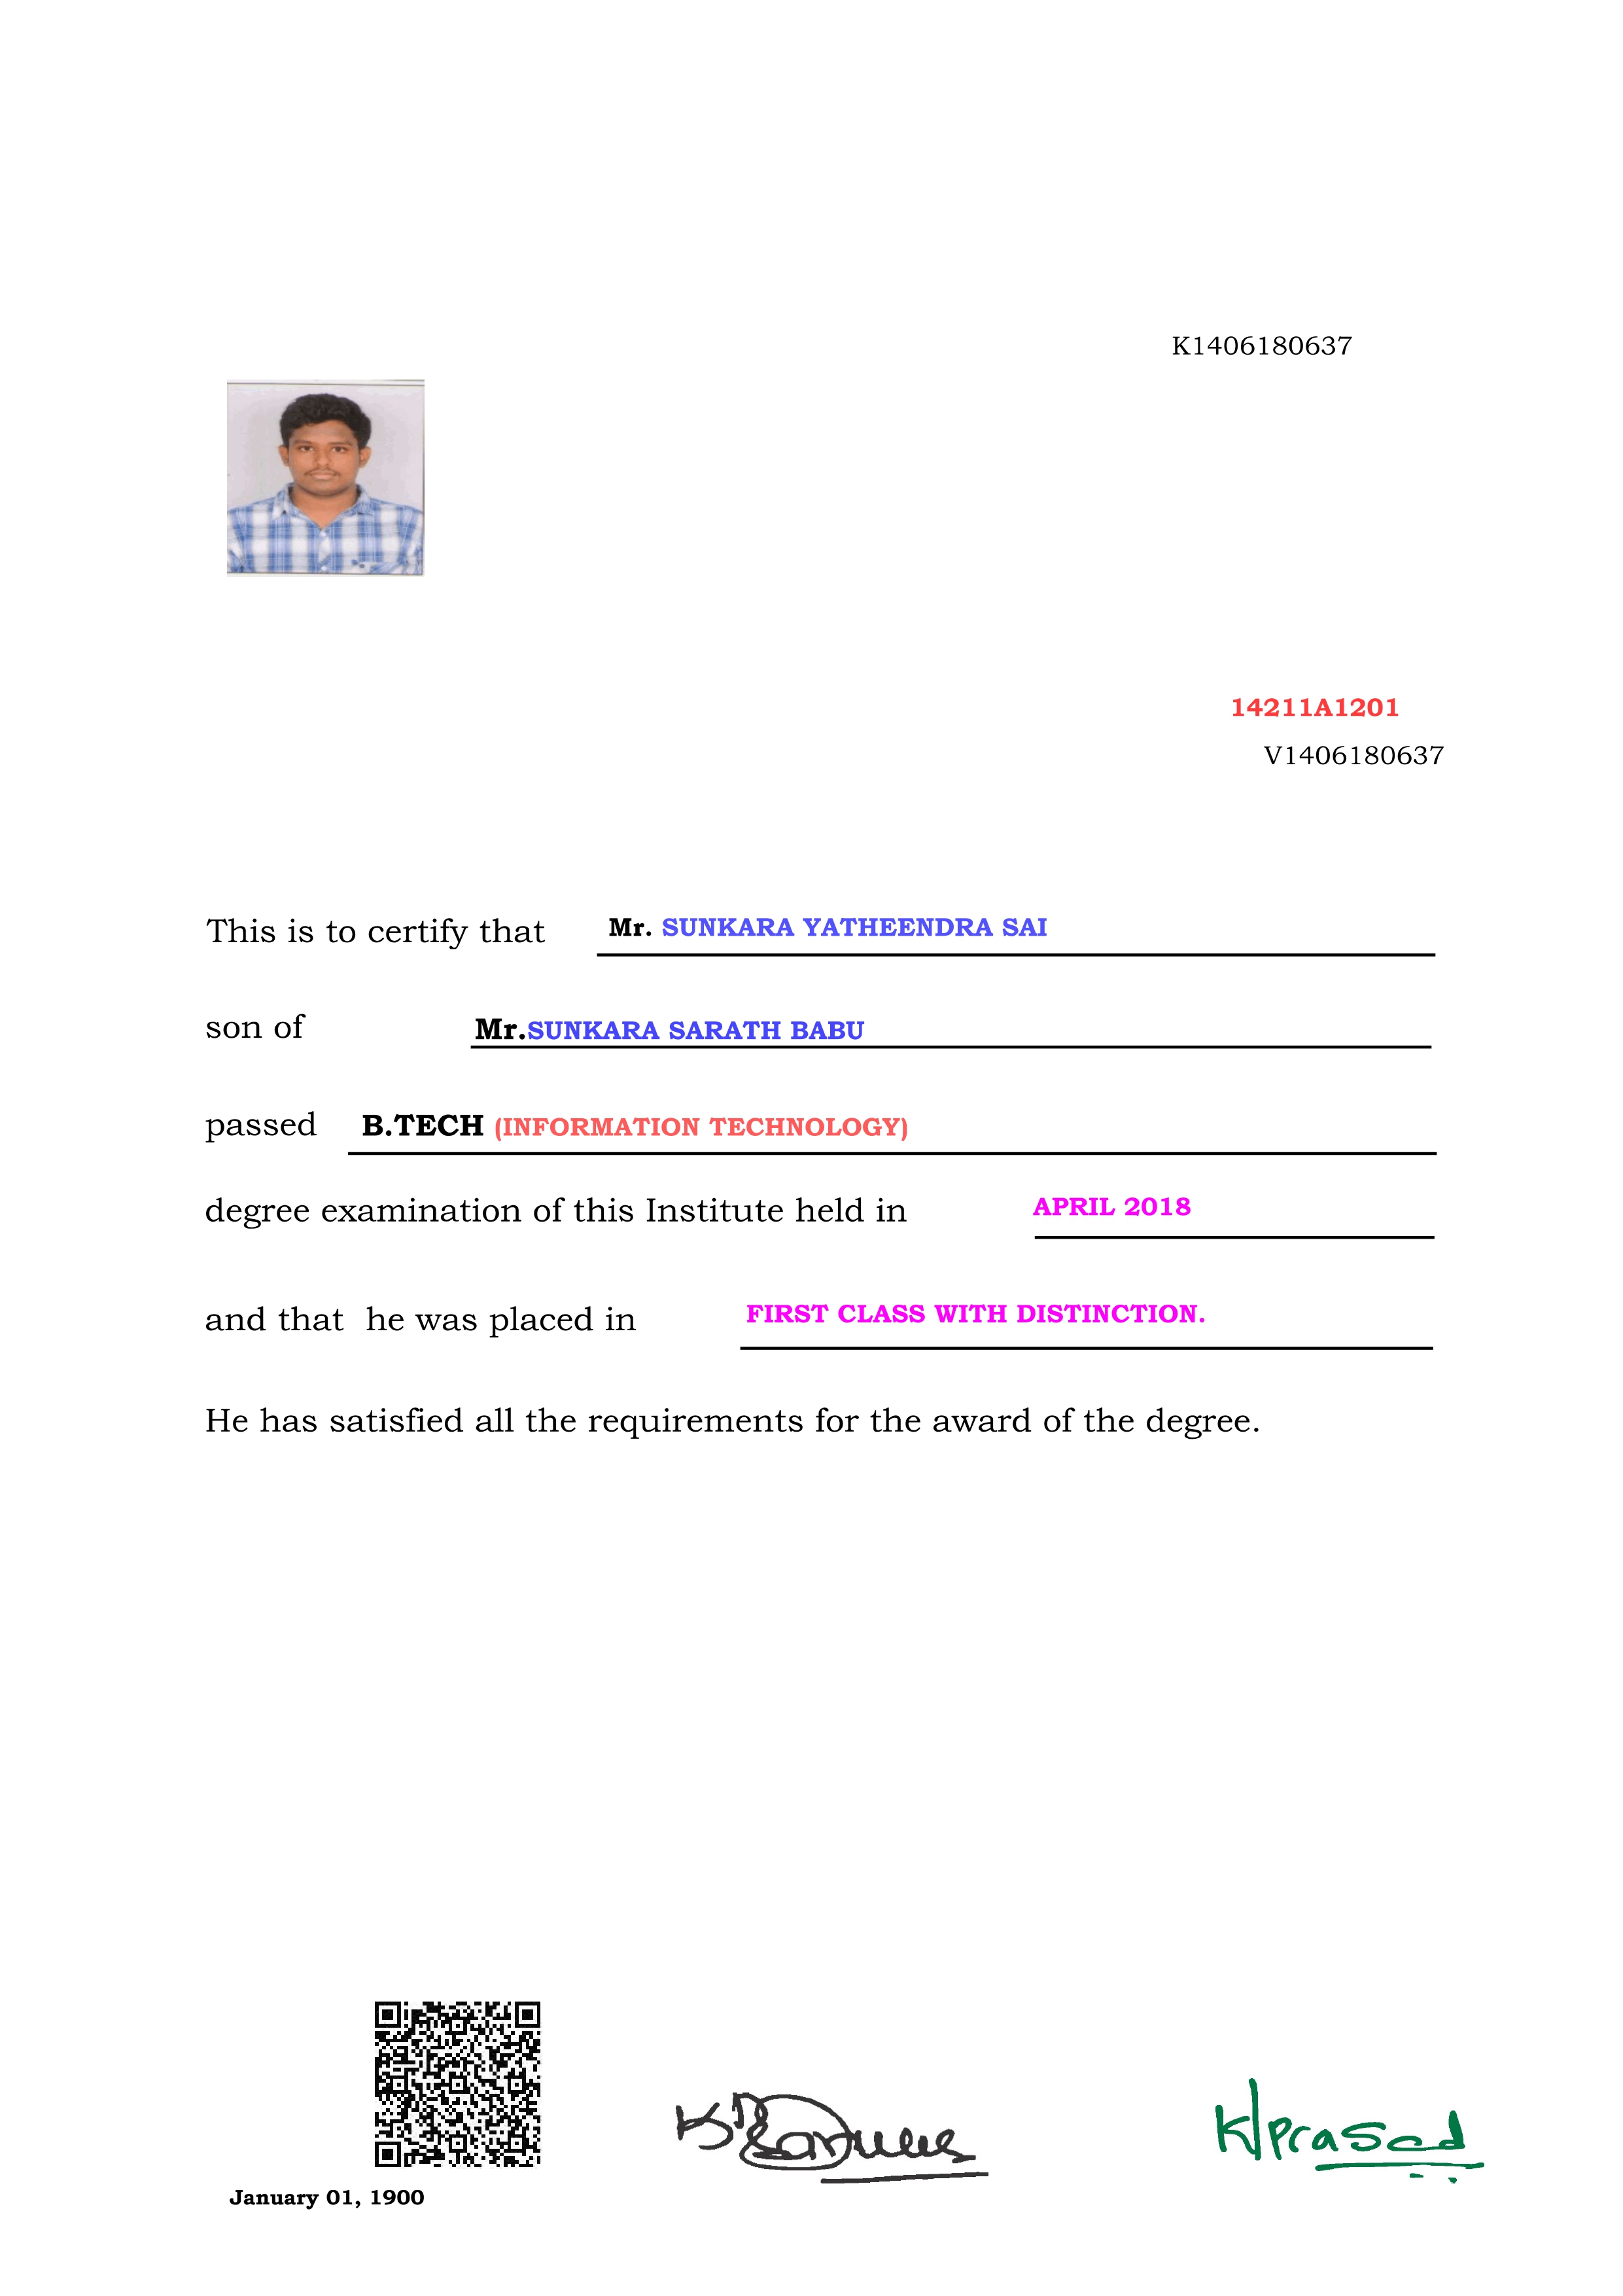 K1406180637
14211A1201
V1406180637
This is to certify that Mr. SUNKARA YATHEENDRA SAI
son of Mr.SUNKARA SARATH BABU
passed B.TECH (INFORMATION TECHNOLOGY)
degree examination of this Institute held in APRIL 2018
and that he was placed in FIRST CLASS WITH DISTINCTION.
He has satisfied all the requirements for the award of the degree.
KPrasad
January 01, 1900